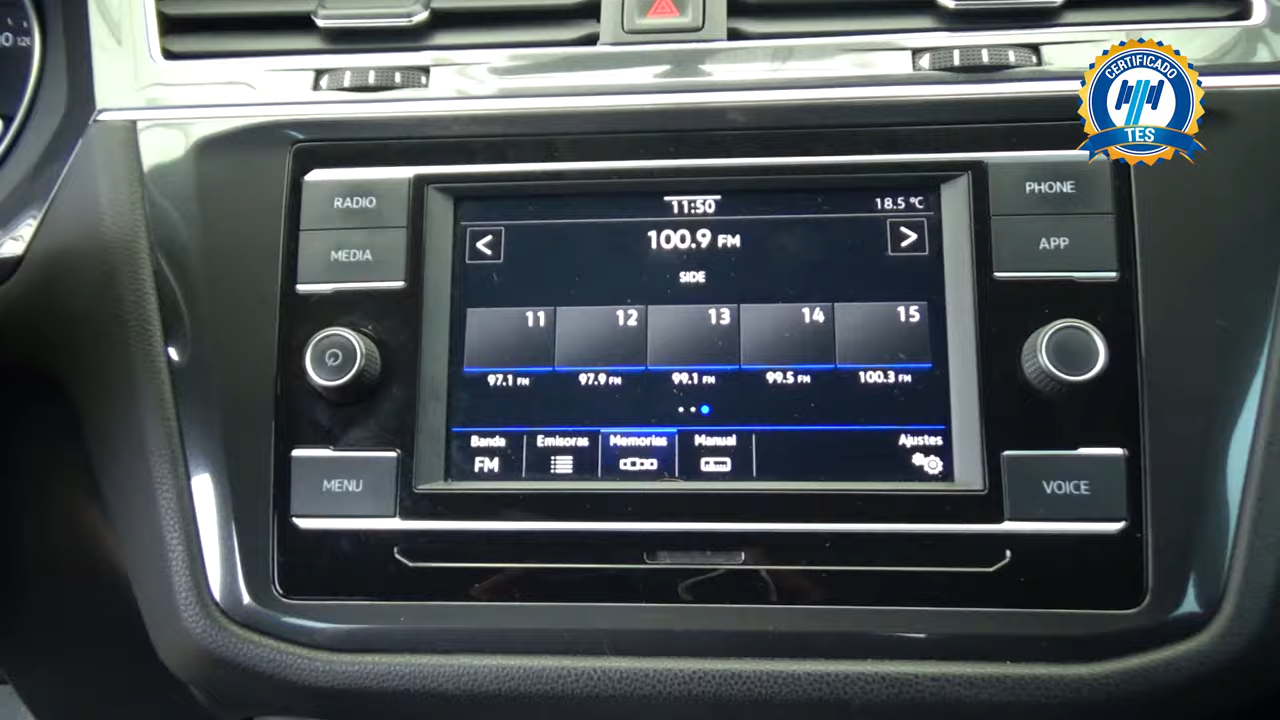 120
CERTIFICADO
TES
RADIO
MEDIA
MENU
11:50
18.5 °C
<
100.9 FM
>
SIDE
11 12 13 14 15
97.1 FM 97.9 FM 99.1 FM 99.5 FM 100.3 FM
Banda Emisoras Memorias Manual Ajustes
FM
PHONE
APP
VOICE